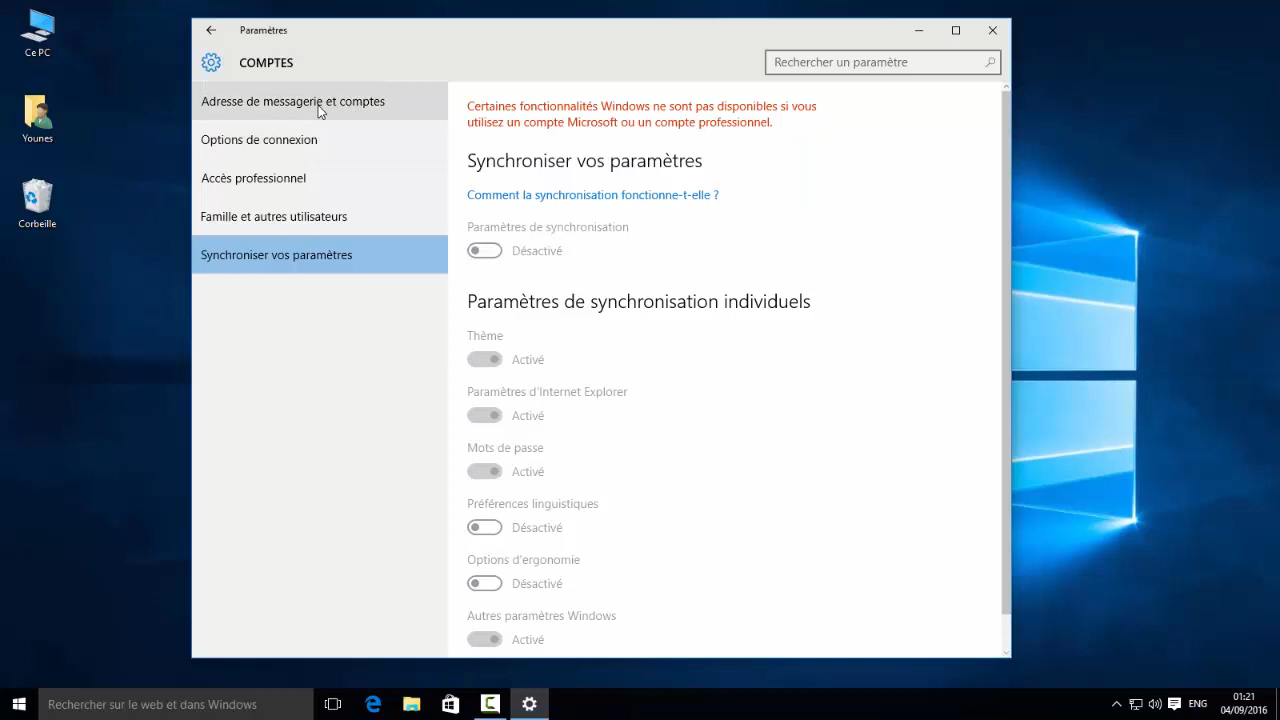 Ce PC
Younes
Corbeille
Paramètres
COMPTES
Rechercher un paramètre
Adresse de messagerie et comptes
Options de connexion
Accès professionnel
Famille et autres utilisateurs
Synchroniser vos paramètres
Certaines fonctionnalités Windows ne sont pas disponibles si vous
utilisez un compte Microsoft ou un compte professionnel.
Synchroniser vos paramètres
Comment la synchronisation fonctionne-t-elle ?
Paramètres de synchronisation
Désactivé
Paramètres de synchronisation individuels
Thème
Activé
Paramètres d'Internet Explorer
Activé
Mots de passe
Activé
Préférences linguistiques
Désactivé
Options d'ergonomie
Désactivé
Autres paramètres Windows
Activé
Rechercher sur le web et dans Windows
ENG
01:21
04/09/2016